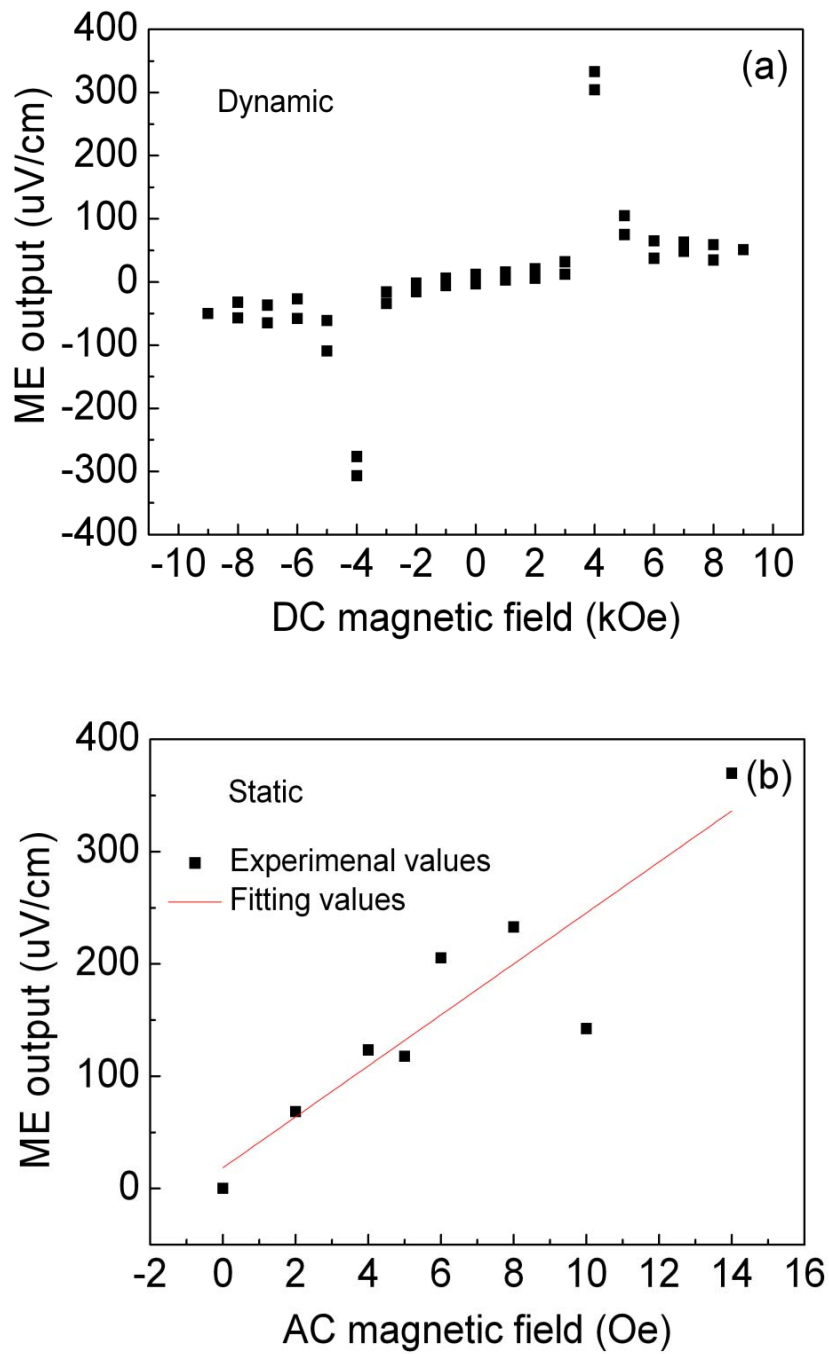 400
(a)
300
Dynamic
200
100
0
-100
-200
-300
-400
ME output (uV/cm)
-10 -8 -6 -4 -2 0 2 4 6 8 10
DC magnetic field (kOe)
400
(b)
Static
300
Experimenal values
Fitting values
200
100
0
ME output (uV/cm)
-2 0 2 4 6 8 10 12 14 16
AC magnetic field (Oe)